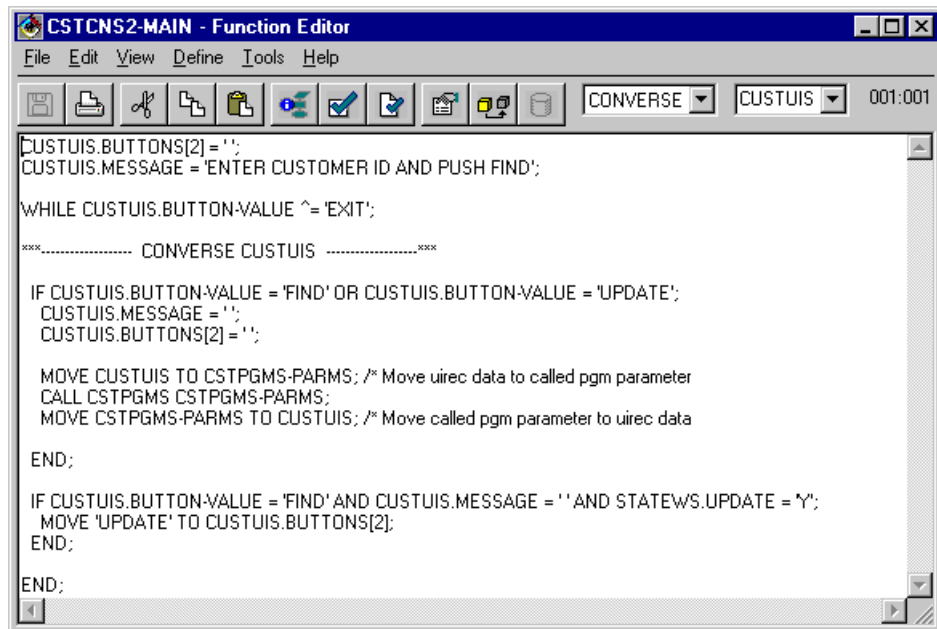 CSTCNS2-MAIN - Function Editor
File Edit View Define Tools Help
CONVERSE CUSTUIS 001:001
CUSTUIS.BUTTONS[2] = ' ';
CUSTUIS.MESSAGE = 'ENTER CUSTOMER ID AND PUSH FIND';
WHILE CUSTUIS.BUTTON-VALUE ^= 'EXIT';
***------------------- CONVERSE CUSTUIS -------------------***
IF CUSTUIS.BUTTON-VALUE = 'FIND' OR CUSTUIS.BUTTON-VALUE = 'UPDATE';
CUSTUIS.MESSAGE = ' ';
CUSTUIS.BUTTONS[2] = ' ';
MOVE CUSTUIS TO CSTPGMS-PARMS; /* Move uirec data to called pgm parameter
CALL CSTPGMS CSTPGMS-PARMS;
MOVE CSTPGMS-PARMS TO CUSTUIS; /* Move called pgm parameter to uirec data
END;
IF CUSTUIS.BUTTON-VALUE = 'FIND' AND CUSTUIS.MESSAGE = ' ' AND STATEWS.UPDATE = 'Y';
MOVE 'UPDATE' TO CUSTUIS.BUTTONS[2];
END;
END;